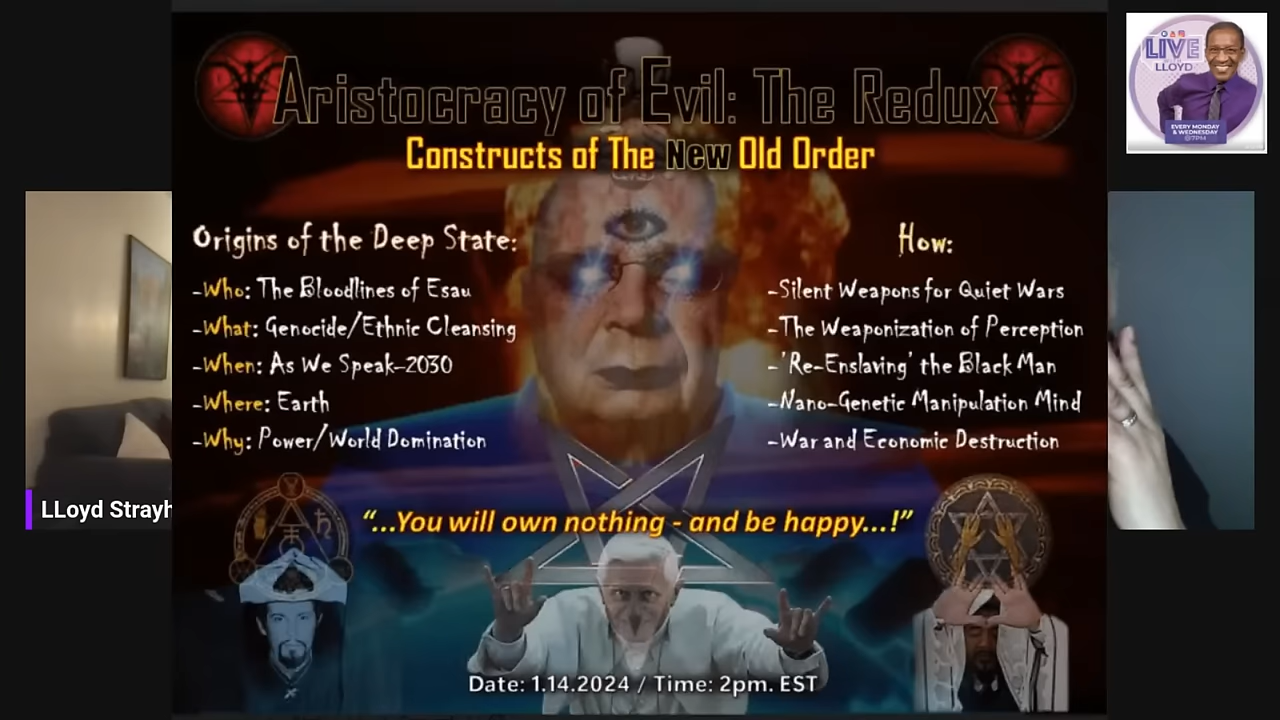 Aristocracy of Evil: The Redux
Constructs of The New Old Order
LIVE
LLOYD
EVERY MONDAY
& WEDNESDAY
@7PM
Origins of the Deep State:
-Who: The Bloodlines of Esau
-What: Genocide/Ethnic Cleansing
-When: As We Speak-2030
-Where: Earth
-Why: Power/World Domination
How:
-Silent Weapons for Quiet Wars
-The Weaponization of Perception
-'Re-Enslaving' the Black Man
-Nano-Genetic Manipulation Mind
-War and Economic Destruction
LLoyd Strayh
"...You will own nothing - and be happy...!"
Date: 1.14.2024 / Time: 2pm. EST